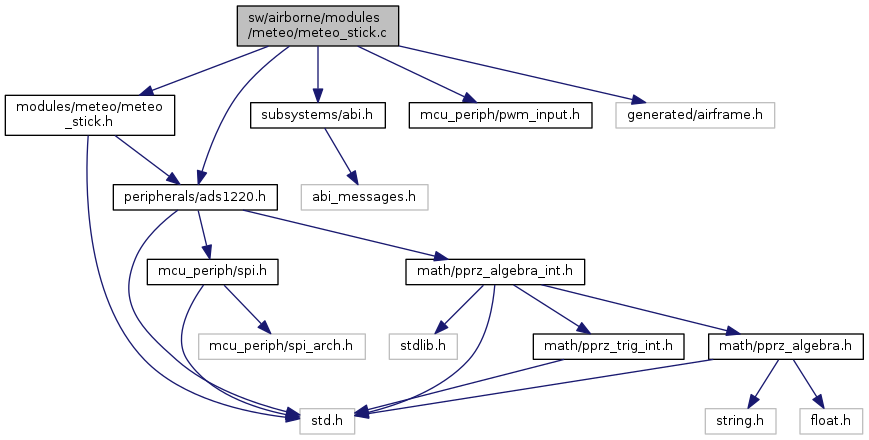 sw/airborne/modules
/meteo/meteo_stick.c
modules/meteo/meteo
_stick.h
subsystems/abi.h
mcu_periph/pwm_input.h
generated/airframe.h
peripherals/ads1220.h
abi_messages.h
mcu_periph/spi.h
math/pprz_algebra_int.h
mcu_periph/spi_arch.h
stdlib.h
math/pprz_trig_int.h
math/pprz_algebra.h
std.h
string.h
float.h